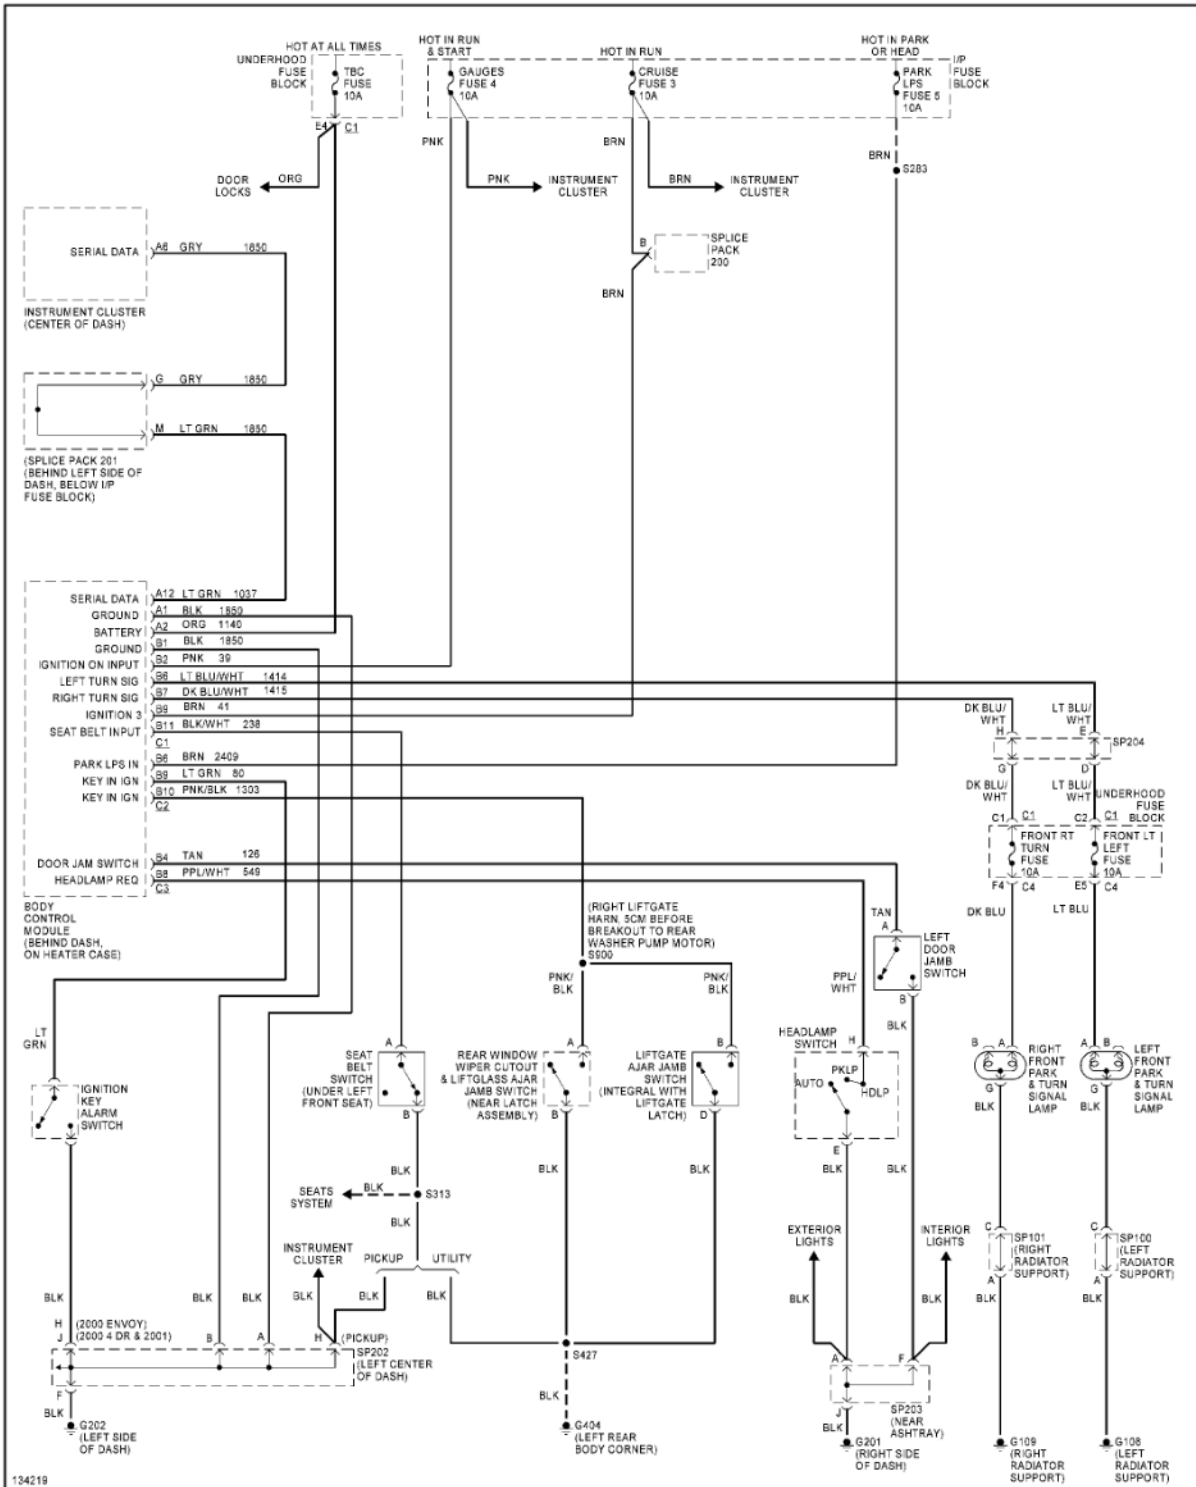 HOT AT ALL TIMES
UNDERHOOD
FUSE
BLOCK
TBC
FUSE
10A
E4 C1
HOT IN RUN
& START
GAUGES
FUSE 4
10A
HOT IN RUN
CRUISE
FUSE 3
10A
HOT IN PARK
OR HEAD
PARK
LPS
FUSE 5
10A
I/P
FUSE
BLOCK
PNK
BRN
BRN
S283
DOOR
LOCKS
ORG
PNK
INSTRUMENT
CLUSTER
BRN
INSTRUMENT
CLUSTER
SERIAL DATA
A6 GRY 1850
INSTRUMENT CLUSTER
(CENTER OF DASH)
B
SPLICE
PACK
200
BRN
G GRY 1850
M LT GRN 1850
(SPLICE PACK 201
(BEHIND LEFT SIDE OF
DASH, BELOW I/P
FUSE BLOCK)
SERIAL DATA A12 LT GRN 1037
GROUND A1 BLK 1850
BATTERY A2 ORG 1140
GROUND B1 BLK 1850
IGNITION ON INPUT B2 PNK 39
LEFT TURN SIG B6 LT BLU/WHT 1414
RIGHT TURN SIG B7 DK BLU/WHT 1415
IGNITION 3 B9 BRN 41
SEAT BELT INPUT B11 BLK/WHT 238
C1
PARK LPS IN B6 BRN 2409
KEY IN IGN B9 LT GRN 80
KEY IN IGN B10 PNK/BLK 1303
C2
DOOR JAM SWITCH B4 TAN 126
HEADLAMP REQ B8 PPL/WHT 549
C3
BODY
CONTROL
MODULE
(BEHIND DASH,
ON HEATER CASE)
DK BLU/
WHT
H
LT BLU/
WHT
E
SP204
G
D
DK BLU/
WHT
LT BLU/
WHT
UNDERHOOD
FUSE
BLOCK
C1 C1
C2 C1
FRONT RT
TURN
FUSE
10A
FRONT LT
LEFT
FUSE
10A
F4 C4
E5 C4
DK BLU
LT BLU
(RIGHT LIFTGATE
HARN, 5CM BEFORE
BREAKOUT TO REAR
WASHER PUMP MOTOR)
S900
PNK/
BLK
PNK/
BLK
PPL/
WHT
TAN
A
LEFT
DOOR
JAMB
SWITCH
B
BLK
LT
GRN
IGNITION
KEY
ALARM
SWITCH
A
SEAT
BELT
SWITCH
(UNDER LEFT
FRONT SEAT)
B
A
REAR WINDOW
WIPER CUTOUT
& LIFTGLASS AJAR
JAMB SWITCH
(NEAR LATCH
ASSEMBLY)
B
B
LIFTGATE
AJAR JAMB
SWITCH
(INTEGRAL WITH
LIFTGATE
LATCH)
D
HEADLAMP
SWITCH
H
PKLP
AUTO
HDLP
E
B A
RIGHT
FRONT
PARK
& TURN
SIGNAL
LAMP
G
BLK
A B
LEFT
FRONT
PARK
& TURN
SIGNAL
LAMP
G
BLK
BLK
BLK
BLK
BLK
BLK
SEATS
SYSTEM
BLK
S313
BLK
INSTRUMENT
CLUSTER
PICKUP
UTILITY
EXTERIOR
LIGHTS
INTERIOR
LIGHTS
C
SP101
(RIGHT
RADIATOR
SUPPORT)
A
C
SP100
(LEFT
RADIATOR
SUPPORT)
A
BLK
BLK
BLK
BLK
BLK
BLK
BLK
BLK
BLK
BLK
H (2000 ENVOY)
J (2000 4 DR & 2001)
B
A
H (PICKUP)
SP202
(LEFT CENTER
OF DASH)
S427
A
F
F
BLK
G202
(LEFT SIDE
OF DASH)
BLK
G404
(LEFT REAR
BODY CORNER)
J
BLK
SP203
(NEAR
ASHTRAY)
G201
(RIGHT SIDE
OF DASH)
G109
(RIGHT
RADIATOR
SUPPORT)
G108
(LEFT
RADIATOR
SUPPORT)
134219